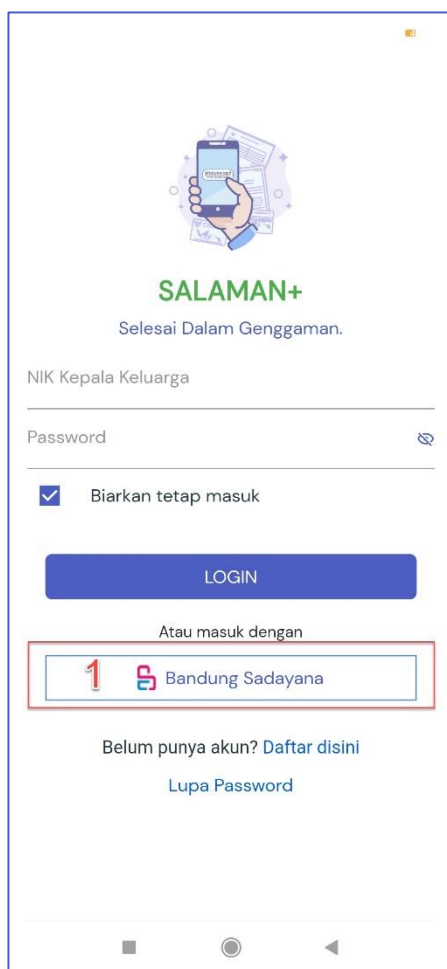 SALAMAN+
Selesai Dalam Genggaman.
NIK Kepala Keluarga
Password
Biarkan tetap masuk
LOGIN
Atau masuk dengan
1 Bandung Sadayana
Belum punya akun? Daftar disini
Lupa Password